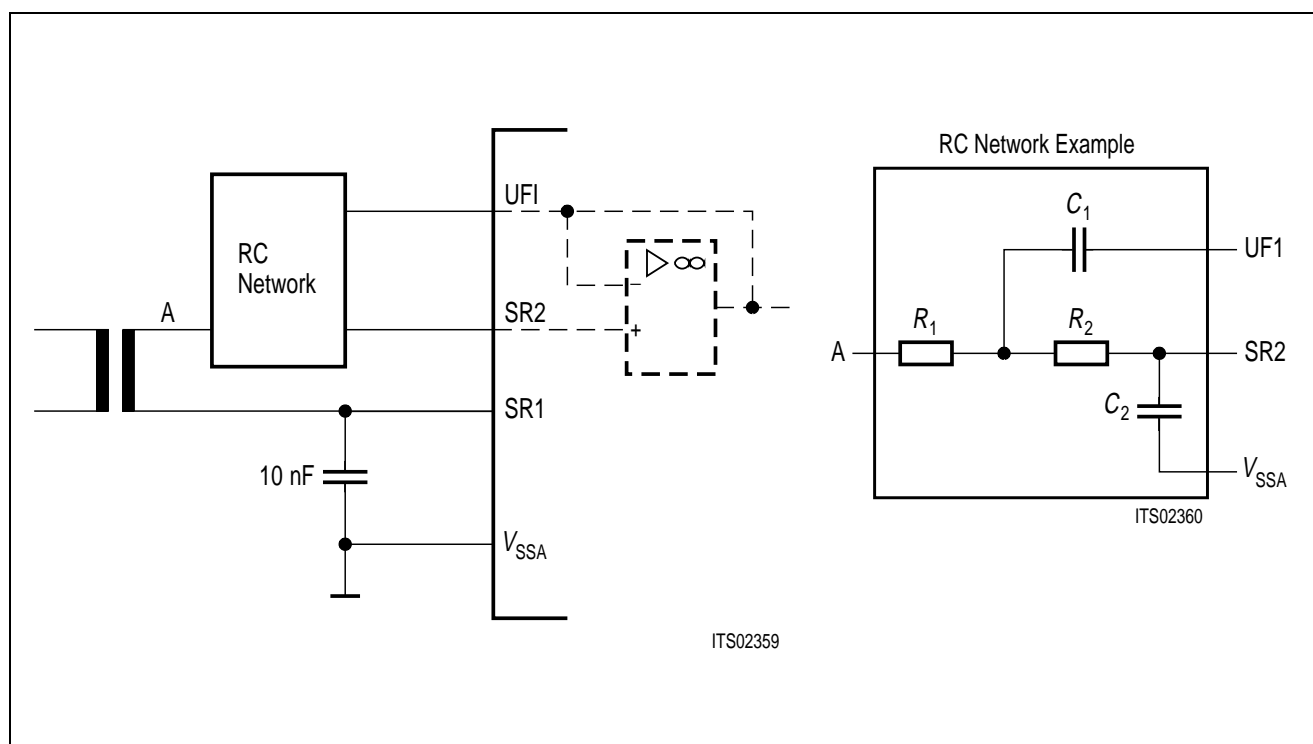 UFI
RC
Network
A
SR2
∞
−
+
SR1
10 nF
VSSA
ITS02359
RC Network Example
C1
UF1
R1
R2
A
SR2
C2
VSSA
ITS02360